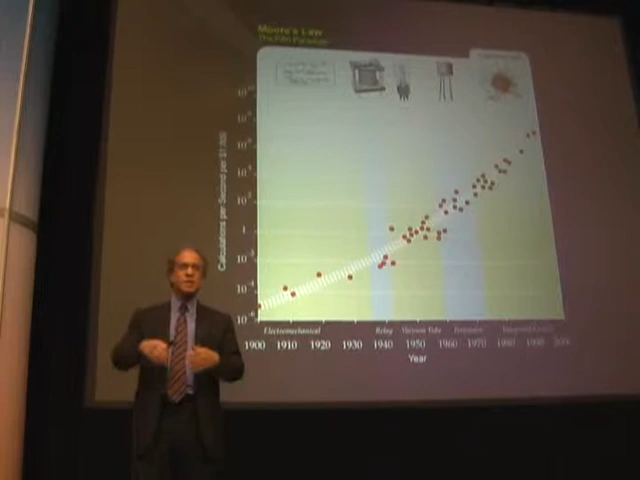 Moore's Law
The Fifth Paradigm
Calculations per Second per $1,000
1
Electromechanical Relay Vacuum Tube Transistor Integrated Circuit
1900 1910 1920 1930 1940 1950 1960 1970 1980 1990 2000
Year